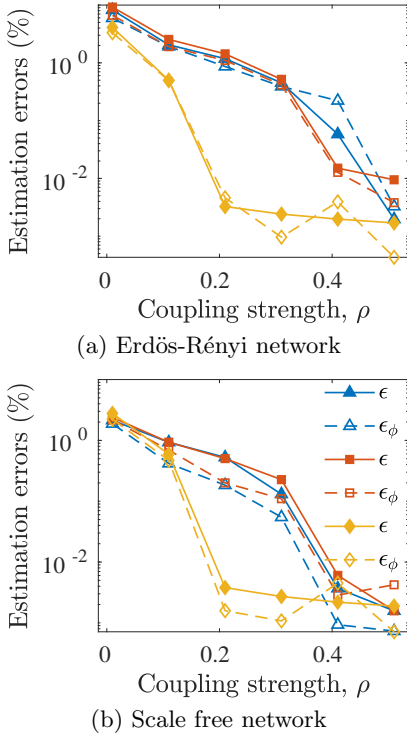 Estimation errors (%)
10^0
10^-2
0
0.2
0.4
Coupling strength, ρ
(a) Erdös-Rényi network
Estimation errors (%)
10^0
10^-2
ϵ
ϵ_ϕ
ϵ
ϵ_ϕ
ϵ
ϵ_ϕ
0
0.2
0.4
Coupling strength, ρ
(b) Scale free network